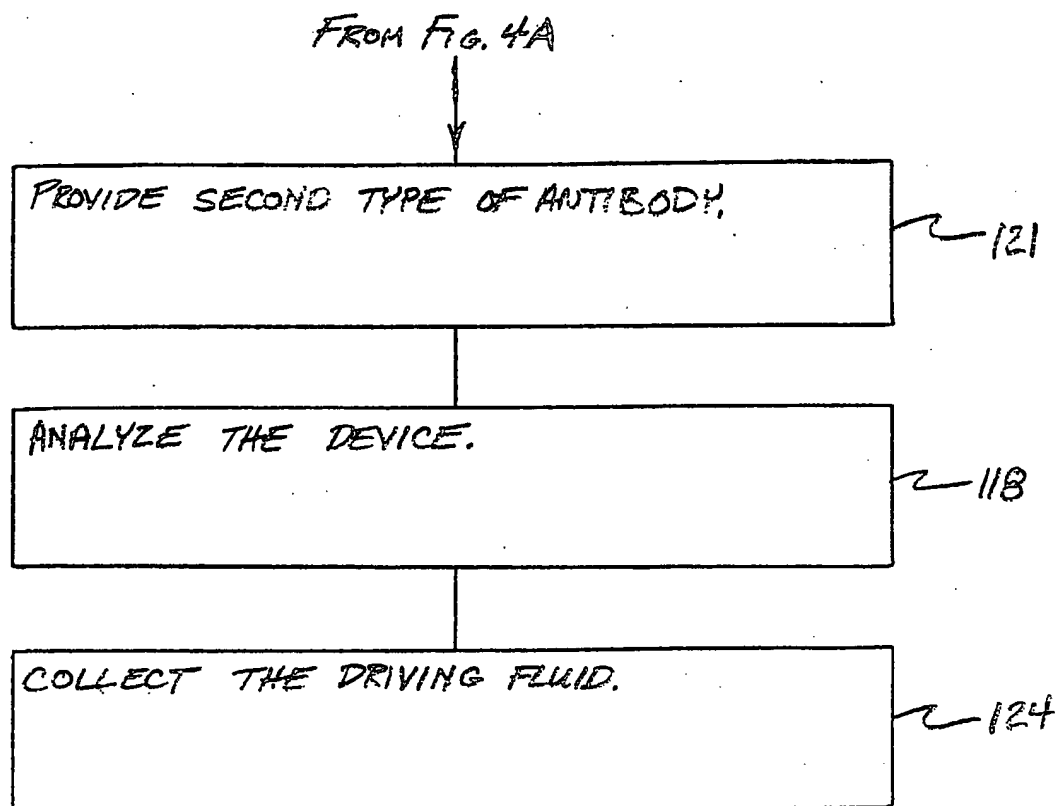 FROM FIG. 4A
PROVIDE SECOND TYPE OF ANTIBODY.
121
ANALYZE THE DEVICE.
118
COLLECT THE DRIVING FLUID.
124